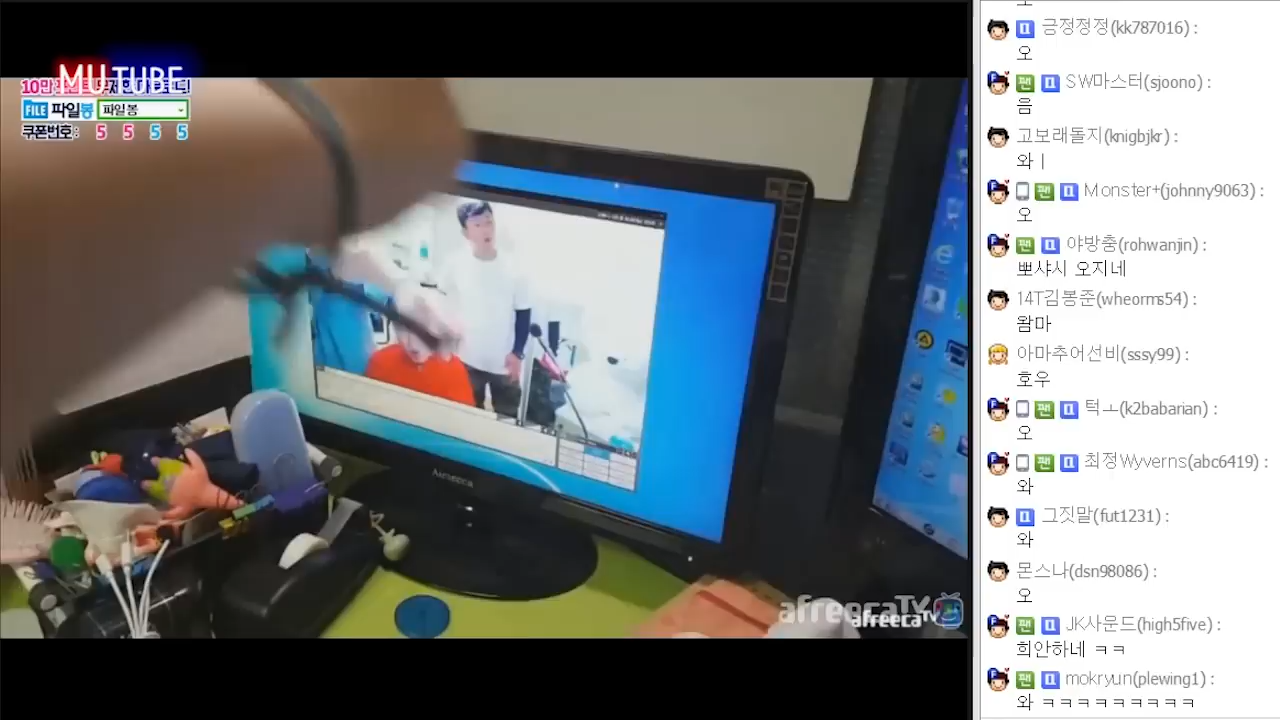 MUTUBE
FILE 파일봉 파일봉
쿠폰번호 : 5 5 5 5
Afreeca
afreecaTV
afreecaTV
오
긍정정정(kk787016) :
오
SW마스터(sjoono) :
음
고보래돌지(knigbjkr) :
와ㅣ
Monster+(johnny9063) :
오
야방춤(rohwanjin) :
뽀샤시 오지네
14T김봉준(wheorms54) :
왐마
아마추어선비(sssy99) :
호우
턱ㅗ(k2babarian) :
오
최정Wyverns(abc6419) :
와
그짓말(fut1231) :
와
몬스나(dsn98086) :
오
JK사운드(high5five) :
희안하네 ㅋㅋ
mokryun(plewing1) :
와 ㅋㅋㅋㅋㅋㅋㅋㅋㅋ